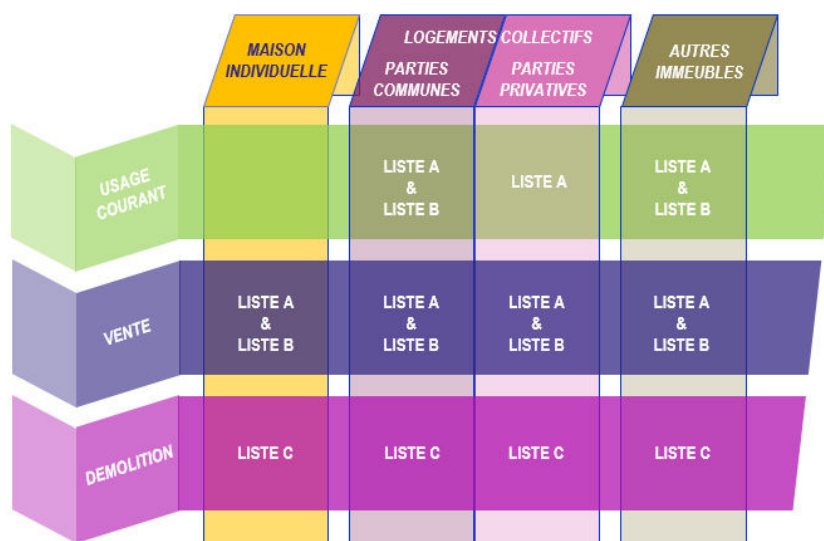 MAISON
INDIVIDUELLE
LOGEMENTS COLLECTIFS
PARTIES
COMMUNES
PARTIES
PRIVATIVES
AUTRES
IMMEUBLES
USAGE
COURANT
LISTE A
&
LISTE B
LISTE A
LISTE A
&
LISTE B
VENTE
LISTE A
&
LISTE B
LISTE A
&
LISTE B
LISTE A
&
LISTE B
LISTE A
&
LISTE B
DEMOLITION
LISTE C
LISTE C
LISTE C
LISTE C